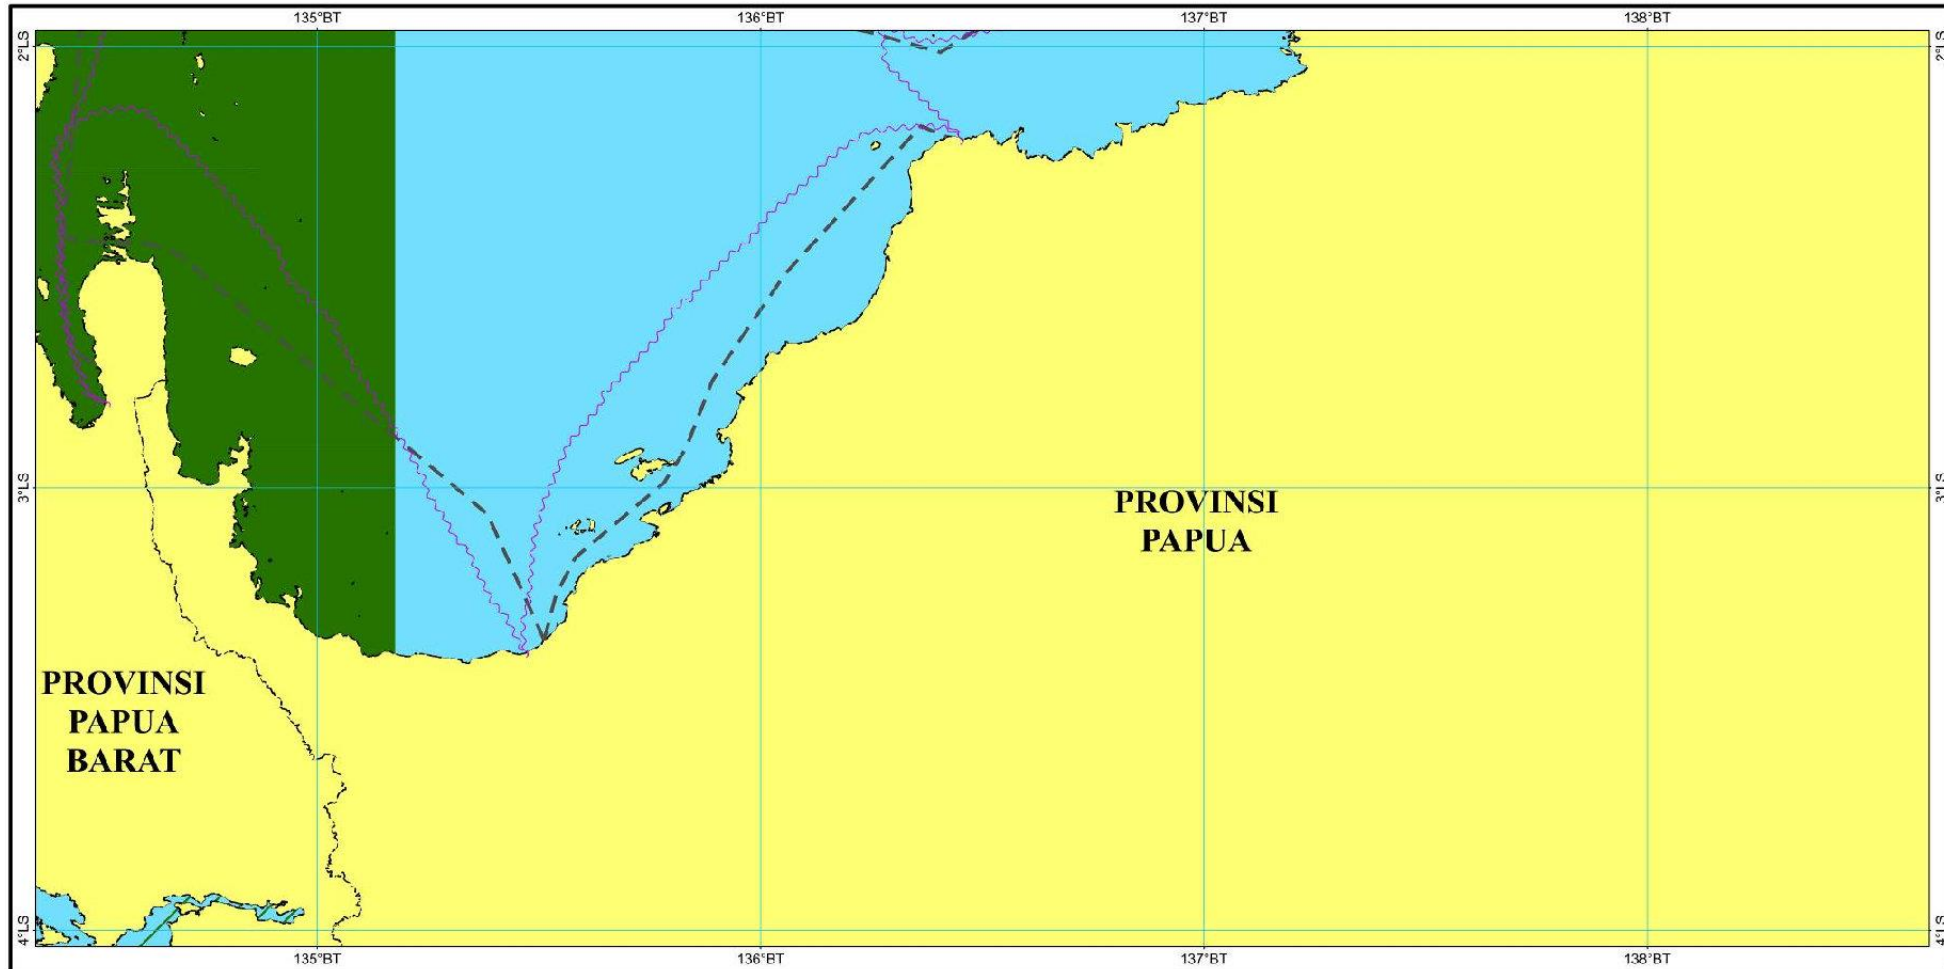 135°BT
136°BT
137°BT
138°BT
2°LS
2°LS
3°LS
3°LS
PROVINSI
PAPUA
PROVINSI
PAPUA
BARAT
4°LS
4°LS
135°BT
136°BT
137°BT
138°BT